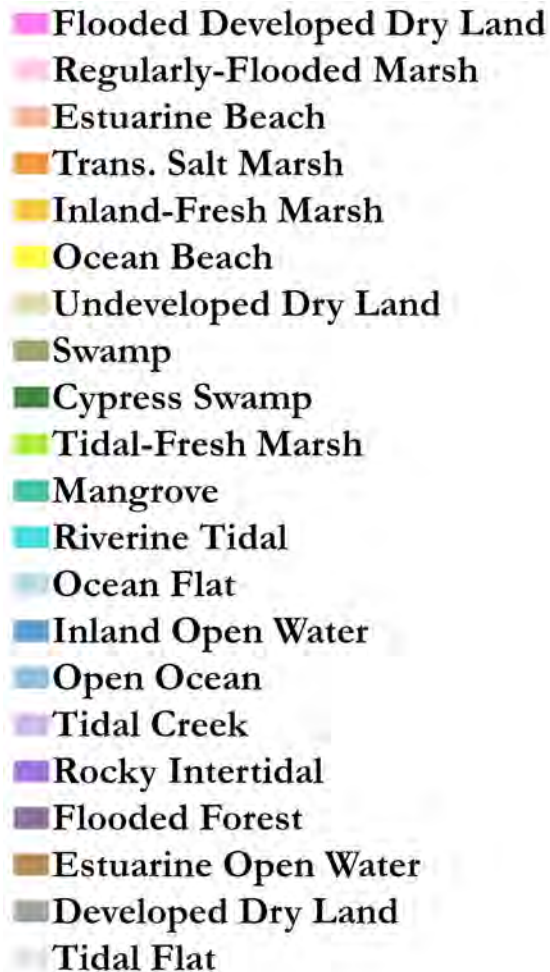 Flooded Developed Dry Land
Regularly-Flooded Marsh
Estuarine Beach
Trans. Salt Marsh
Inland-Fresh Marsh
Ocean Beach
Undeveloped Dry Land
Swamp
Cypress Swamp
Tidal-Fresh Marsh
Mangrove
Riverine Tidal
Ocean Flat
Inland Open Water
Open Ocean
Tidal Creek
Rocky Intertidal
Flooded Forest
Estuarine Open Water
Developed Dry Land
Tidal Flat